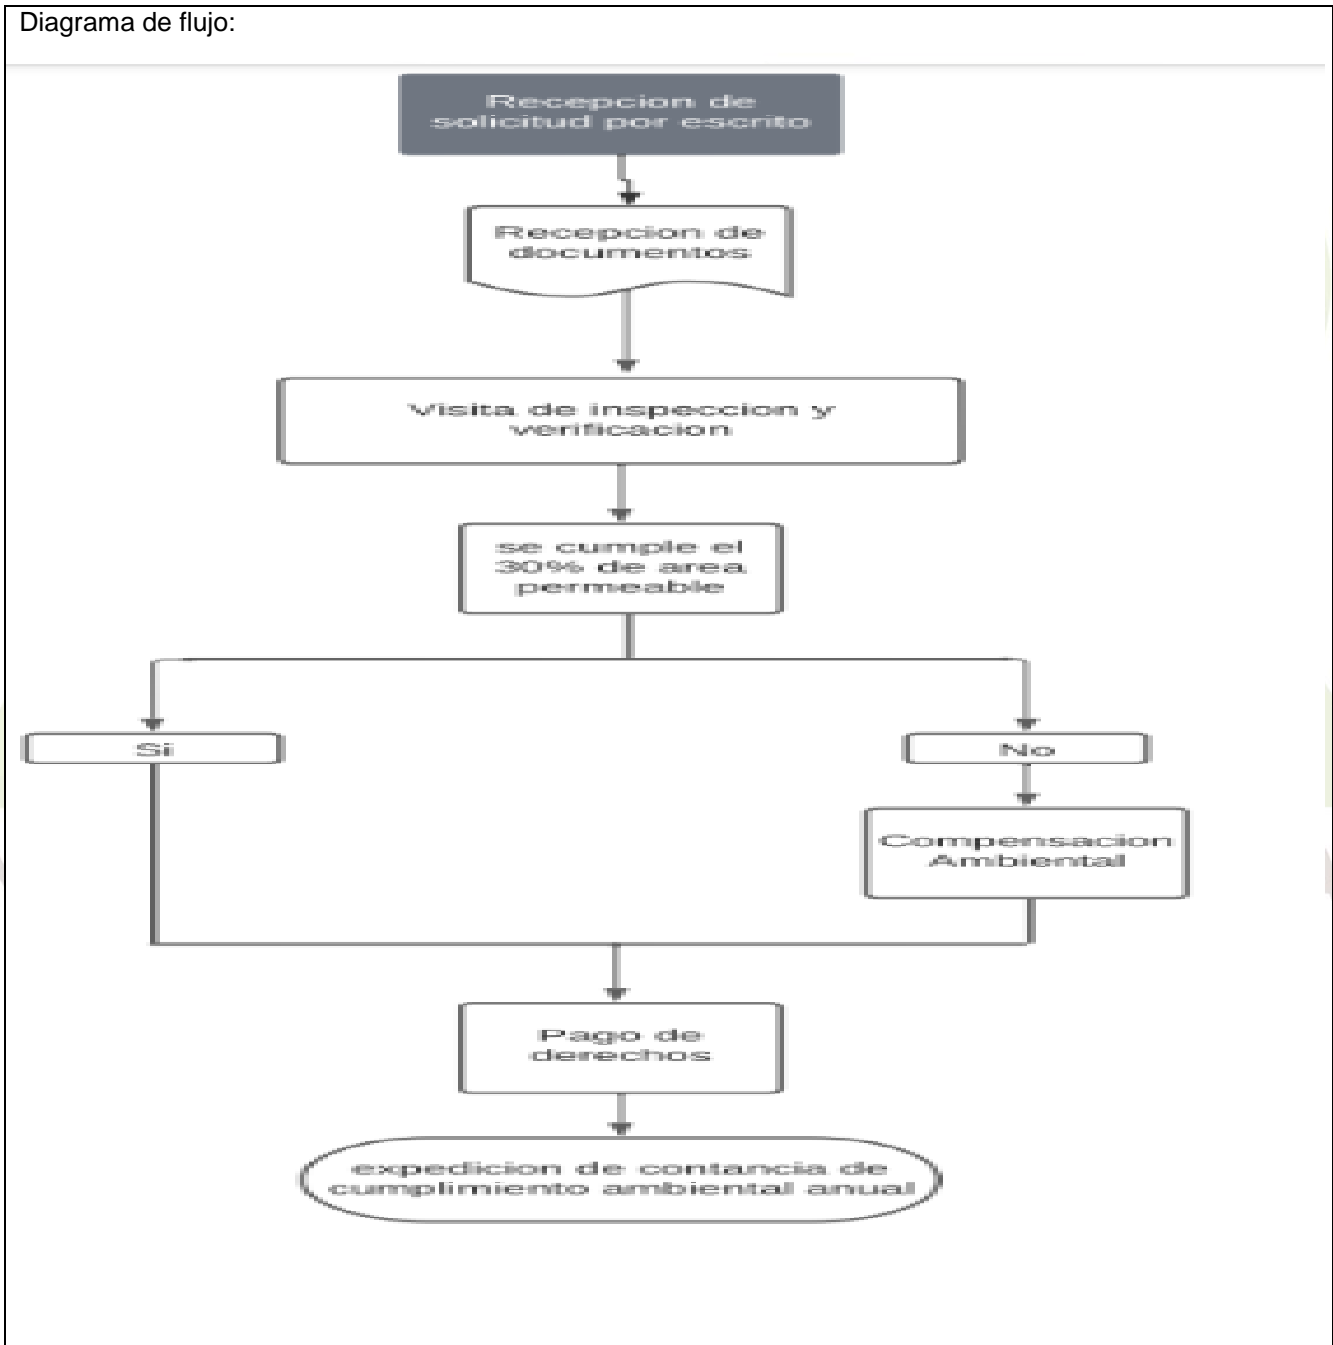 Diagrama de flujo:
Recepcion de
solicitud por escrito
Recepcion de
documentos
Visita de inspeccion y
verificacion
se cumple el
30% de area
permeable
Si
No
Compensacion
Ambiental
Pago de
derechos
expedicion de contancia de
cumplimiento ambiental anual